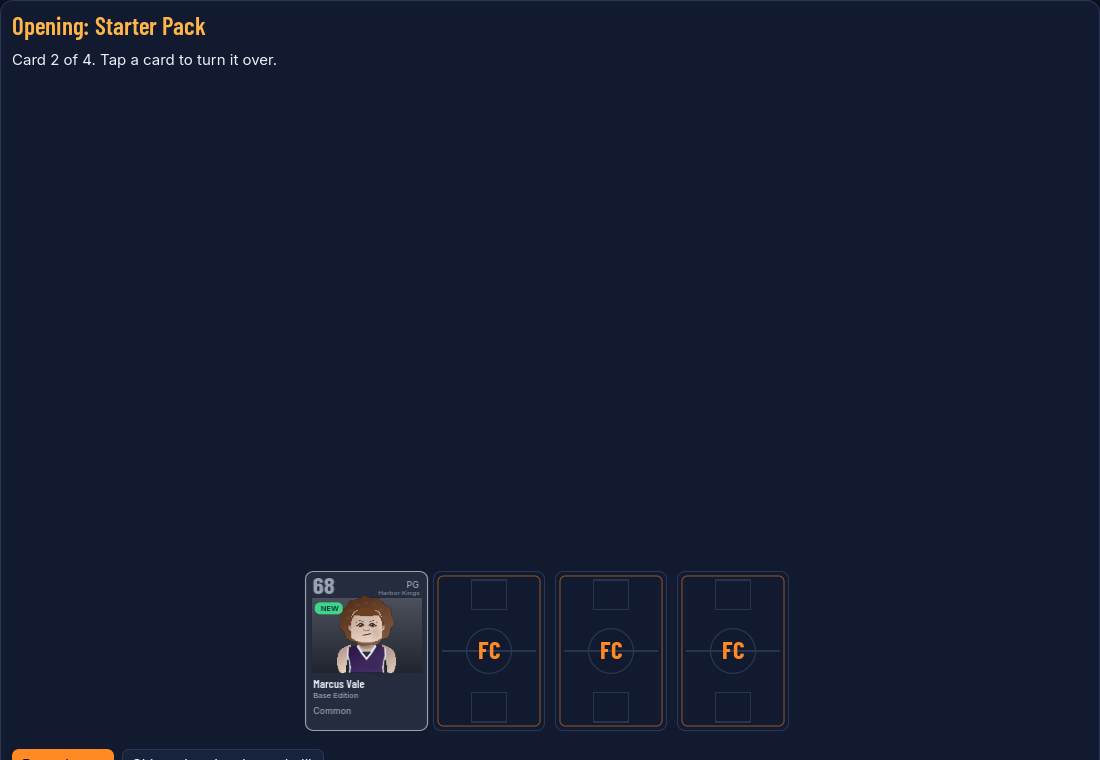 Opening: Starter Pack
Card 2 of 4. Tap a card to turn it over.
68
PG
Harbor Kings
NEW
Marcus Vale
Base Edition
Common
FC
FC
FC